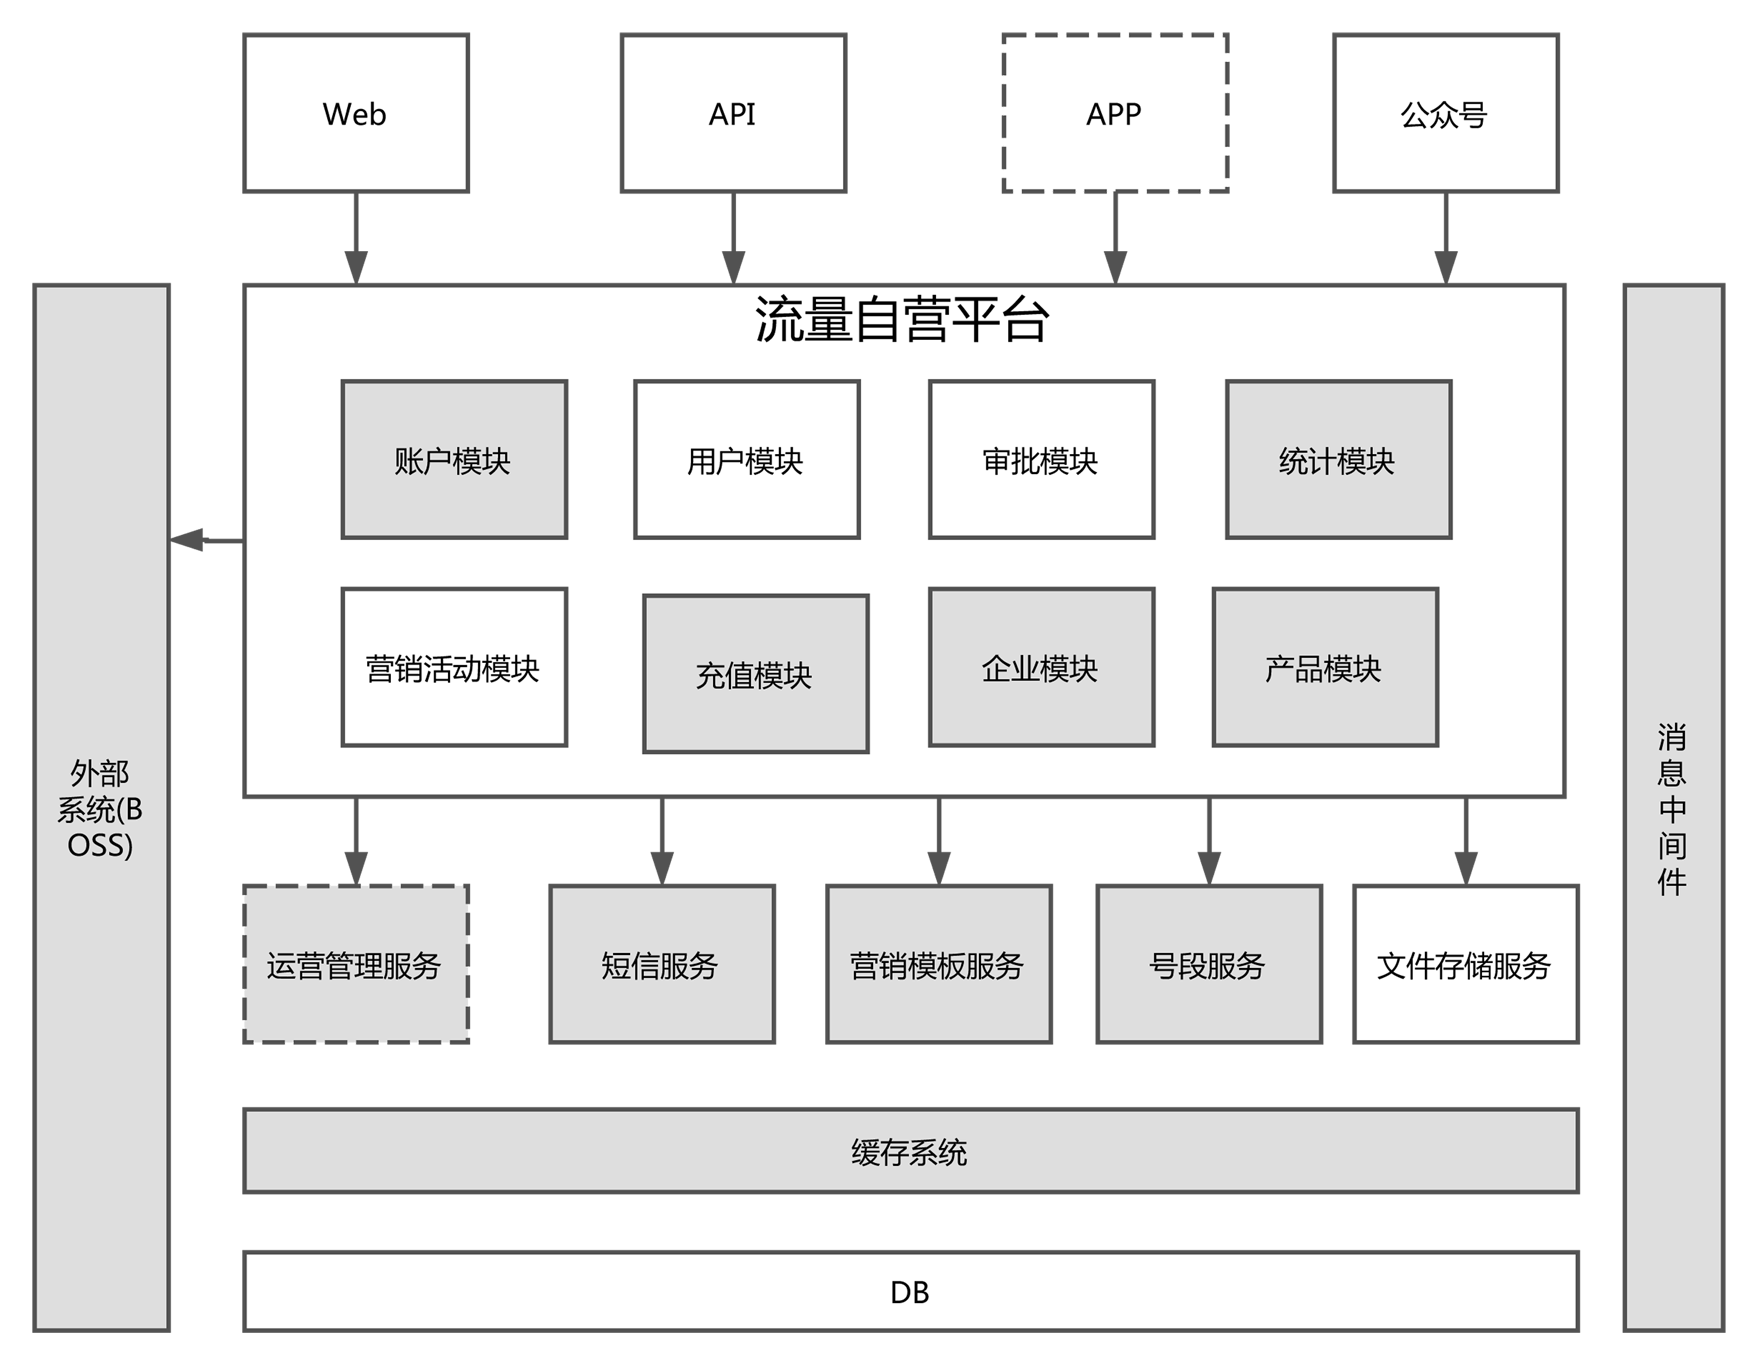 Web
API
APP
公众号
流量自营平台
账户模块
用户模块
审批模块
统计模块
营销活动模块
充值模块
企业模块
产品模块
外部
系统(B
OSS)
消
息
中
间
件
运营管理服务
短信服务
营销模板服务
号段服务
文件存储服务
缓存系统
DB